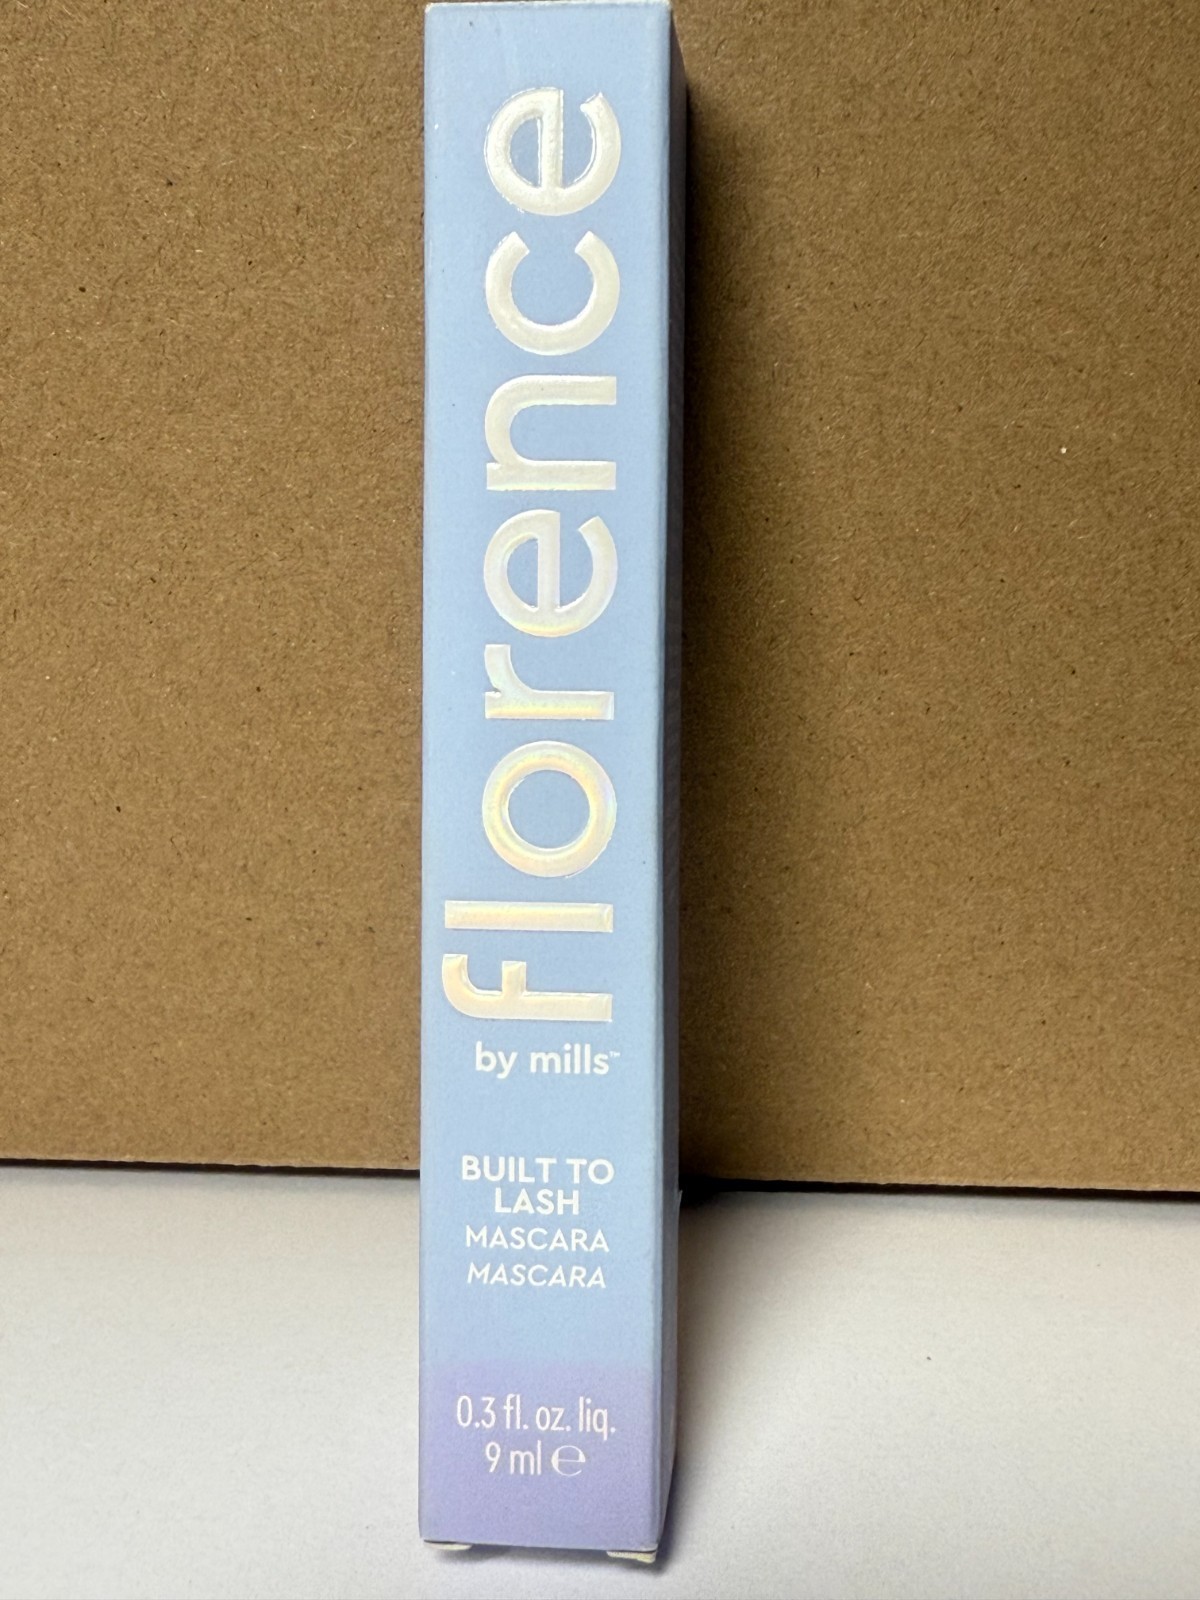 florence
by mills™
BUILT TO
LASH
MASCARA
MASCARA
0.3 fl. oz. liq.
9 ml ℮